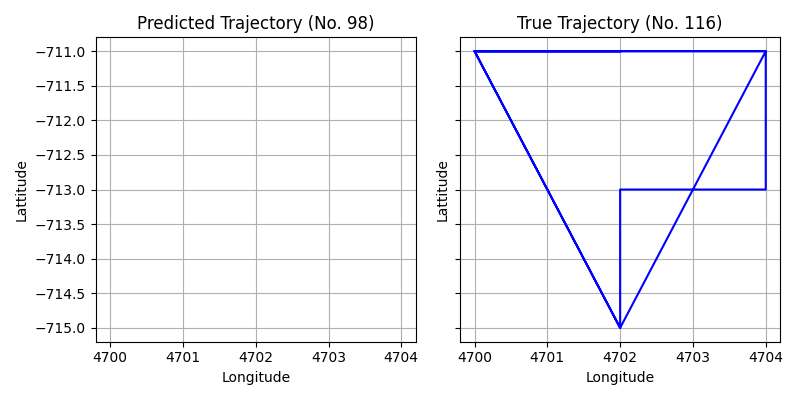 Predicted Trajectory (No. 98)
Lattitude
−711.0
−711.5
−712.0
−712.5
−713.0
−713.5
−714.0
−714.5
−715.0
4700 4701 4702 4703 4704
Longitude
True Trajectory (No. 116)
Lattitude
4700 4701 4702 4703 4704
Longitude